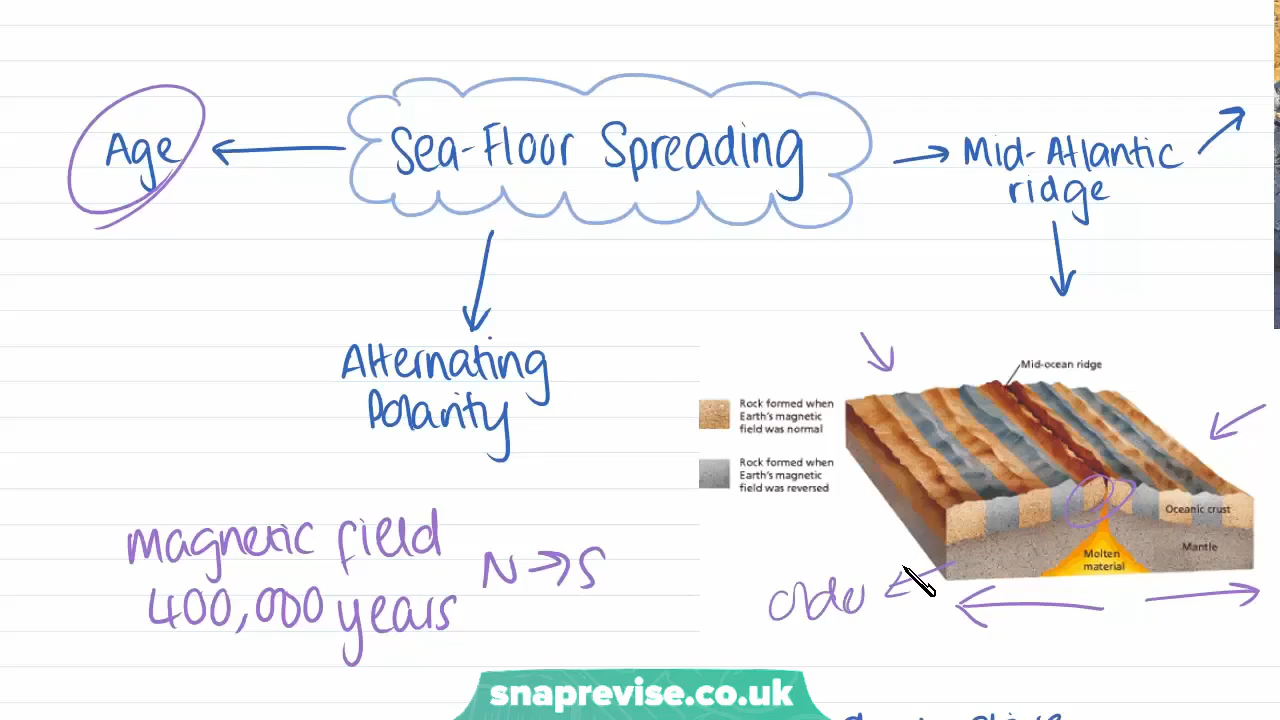 Age
Sea-Floor Spreading
Mid-Atlantic
ridge
Alternating
Polarity
magnetic field
400,000 years
N → S
Mid-ocean ridge
Rock formed when
Earth's magnetic
field was normal
Rock formed when
Earth's magnetic
field was reversed
Oceanic crust
Mantle
Molten
material
snaprevise.co.uk